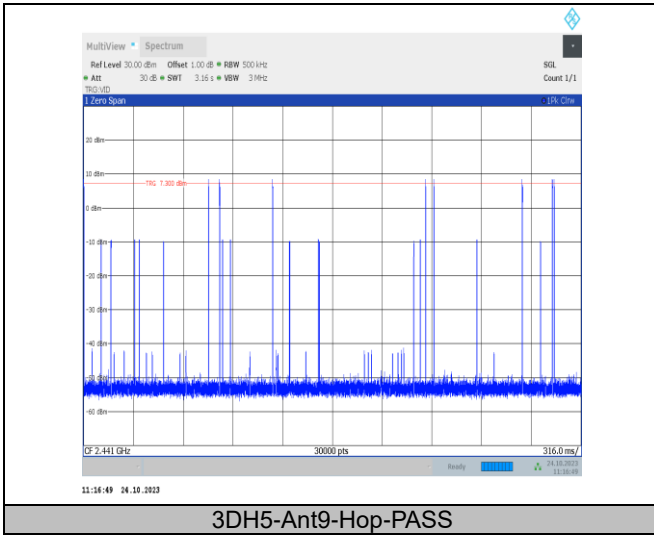 MultiView Spectrum
Ref Level 30.00 dBm Offset 1.00 dB RBW 500 kHz SGL
Att 30 dB SWT 3.16 s VBW 3 MHz Count 1/1
TRG:VID
1 Zero Span 1Pk Clrw
20 dBm
10 dBm
TRG 7.300 dBm
0 dBm
-10 dBm
-20 dBm
-30 dBm
-40 dBm
-60 dBm
CF 2.441 GHz 30000 pts 316.0 ms/
Ready 24.10.2023
11:16:49
11:16:49 24.10.2023
3DH5-Ant9-Hop-PASS